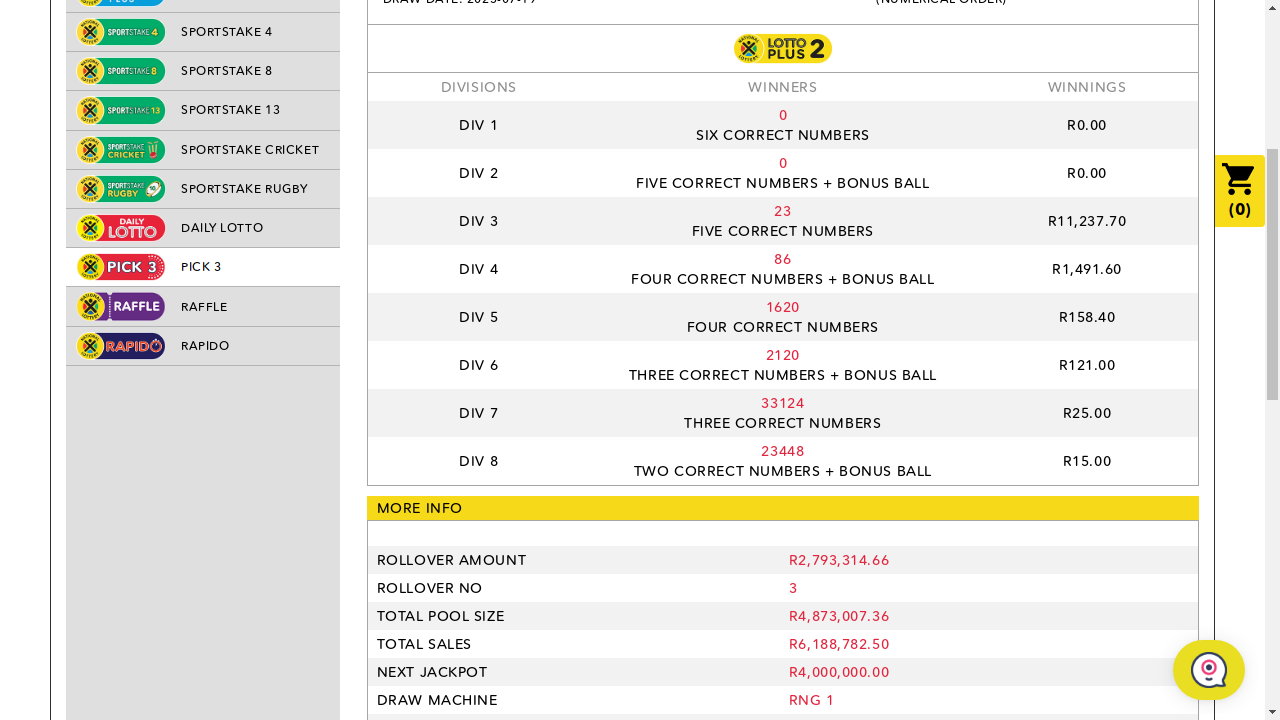 SPORTSTAKE 4
SPORTSTAKE 4
SPORTSTAKE 8
SPORTSTAKE 8
SPORTSTAKE 13
SPORTSTAKE 13
SPORTSTAKE CRICKET
SPORTSTAKE CRICKET
SPORTSTAKE RUGBY
SPORTSTAKE RUGBY
DAILY LOTTO
DAILY LOTTO
PICK 3
PICK 3
RAFFLE
RAFFLE
RAPIDO
RAPIDO
LOTTO PLUS 2
DIVISIONS WINNERS WINNINGS
DIV 1 0 SIX CORRECT NUMBERS R0.00
DIV 2 0 FIVE CORRECT NUMBERS + BONUS BALL R0.00
DIV 3 23 FIVE CORRECT NUMBERS R11,237.70
DIV 4 86 FOUR CORRECT NUMBERS + BONUS BALL R1,491.60
DIV 5 1620 FOUR CORRECT NUMBERS R158.40
DIV 6 2120 THREE CORRECT NUMBERS + BONUS BALL R121.00
DIV 7 33124 THREE CORRECT NUMBERS R25.00
DIV 8 23448 TWO CORRECT NUMBERS + BONUS BALL R15.00
MORE INFO
ROLLOVER AMOUNT R2,793,314.66
ROLLOVER NO 3
TOTAL POOL SIZE R4,873,007.36
TOTAL SALES R6,188,782.50
NEXT JACKPOT R4,000,000.00
DRAW MACHINE RNG 1
(0)